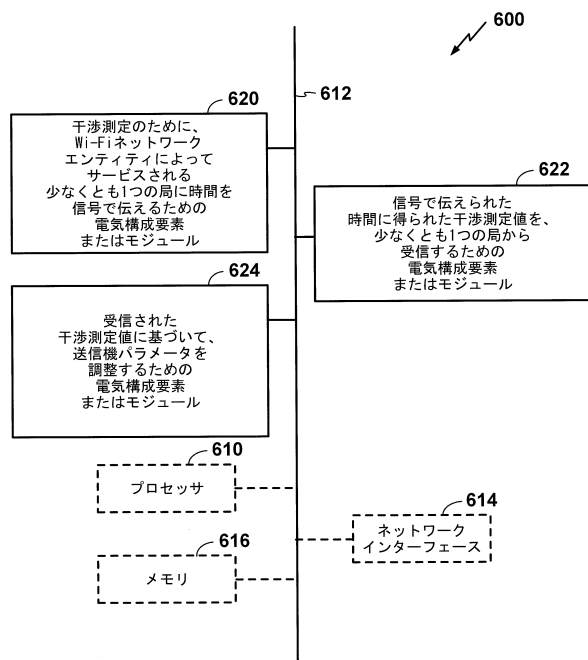 600
612
620
干渉測定のために、
Wi-Fiネットワーク
エンティティによって
サービスされる
少なくとも1つの局に時間を
信号で伝えるための
電気構成要素
またはモジュール
622
信号で伝えられた
時間に得られた干渉測定値を、
少なくとも1つの局から
受信するための
電気構成要素
またはモジュール
624
受信された
干渉測定値に基づいて、
送信機パラメータを
調整するための
電気構成要素
またはモジュール
610
プロセッサ
614
ネットワーク
インターフェース
616
メモリ